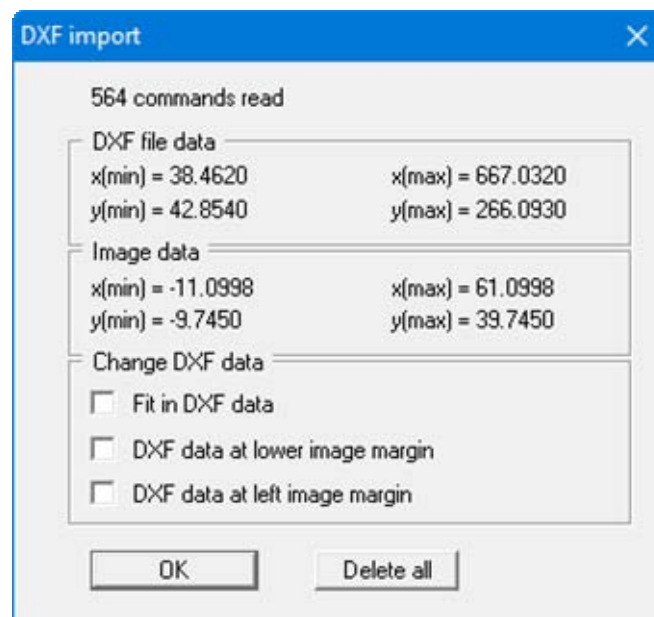 DXF import
564 commands read
DXF file data
x(min) = 38.4620 x(max) = 667.0320
y(min) = 42.8540 y(max) = 266.0930
Image data
x(min) = -11.0998 x(max) = 61.0998
y(min) = -9.7450 y(max) = 39.7450
Change DXF data
Fit in DXF data
DXF data at lower image margin
DXF data at left image margin
OK Delete all